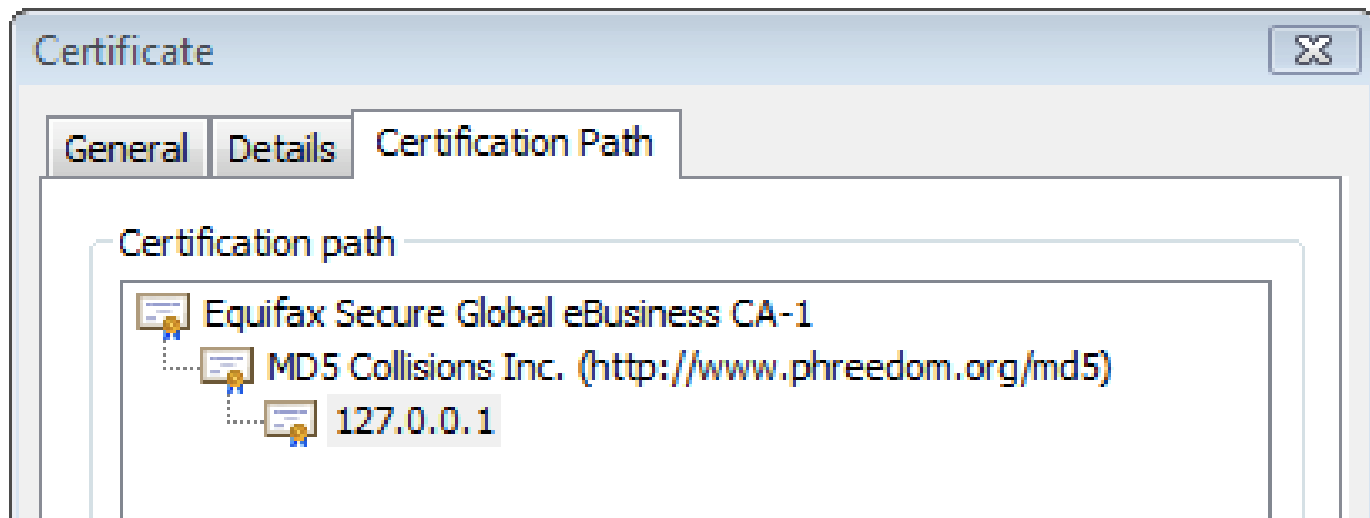 Certificate
General Details Certification Path
Certification path
Equifax Secure Global eBusiness CA-1
MD5 Collisions Inc. (http://www.phreedom.org/md5)
127.0.0.1